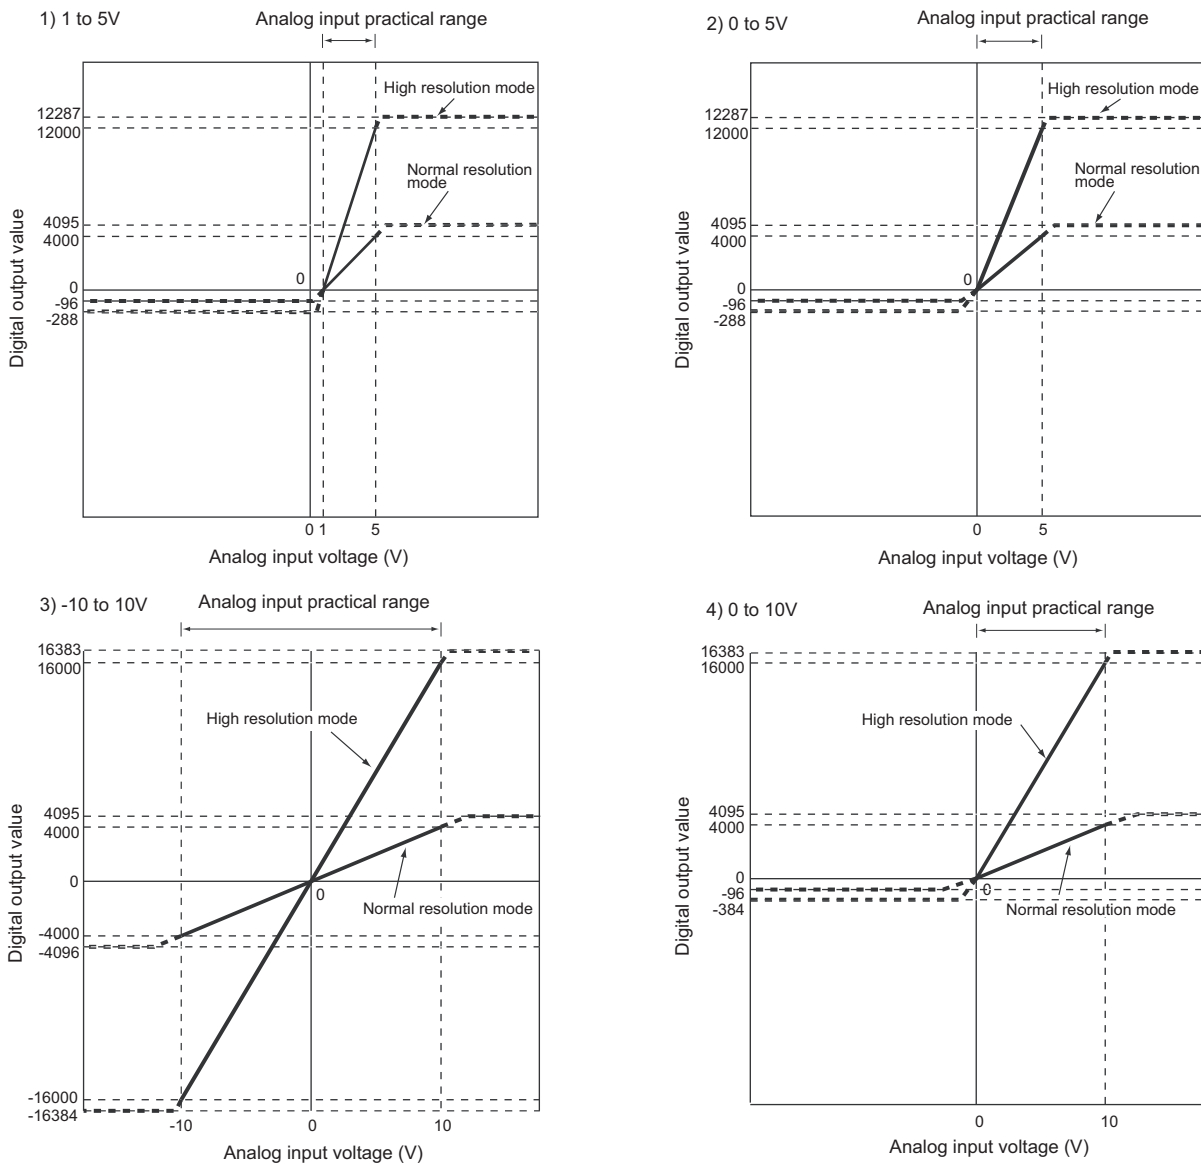 1) 1 to 5V
Analog input practical range
High resolution mode
12287
12000
Normal resolution
mode
4095
4000
0
0
-96
-288
Digital output value
0 1
5
Analog input voltage (V)
2) 0 to 5V
Analog input practical range
High resolution mode
12287
12000
Normal resolution
mode
4095
4000
0
0
-96
-288
Digital output value
0
5
Analog input voltage (V)
3) -10 to 10V
Analog input practical range
16383
16000
High resolution mode
4095
4000
0
0
Normal resolution mode
-4000
-4096
-16000
-16384
Digital output value
-10
0
10
Analog input voltage (V)
4) 0 to 10V
Analog input practical range
16383
16000
High resolution mode
4095
4000
0
0
-96
-384
Normal resolution mode
Digital output value
0
10
Analog input voltage (V)